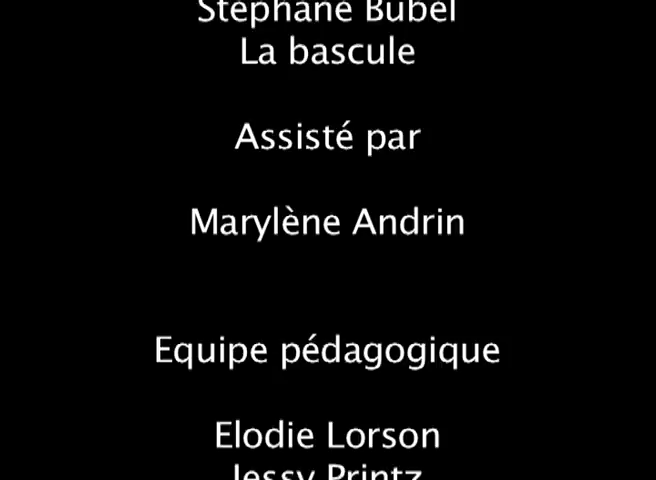 Stéphane Bubel
La bascule
Assisté par
Marylène Andrin
Equipe pédagogique
Elodie Lorson
Jessy Printz